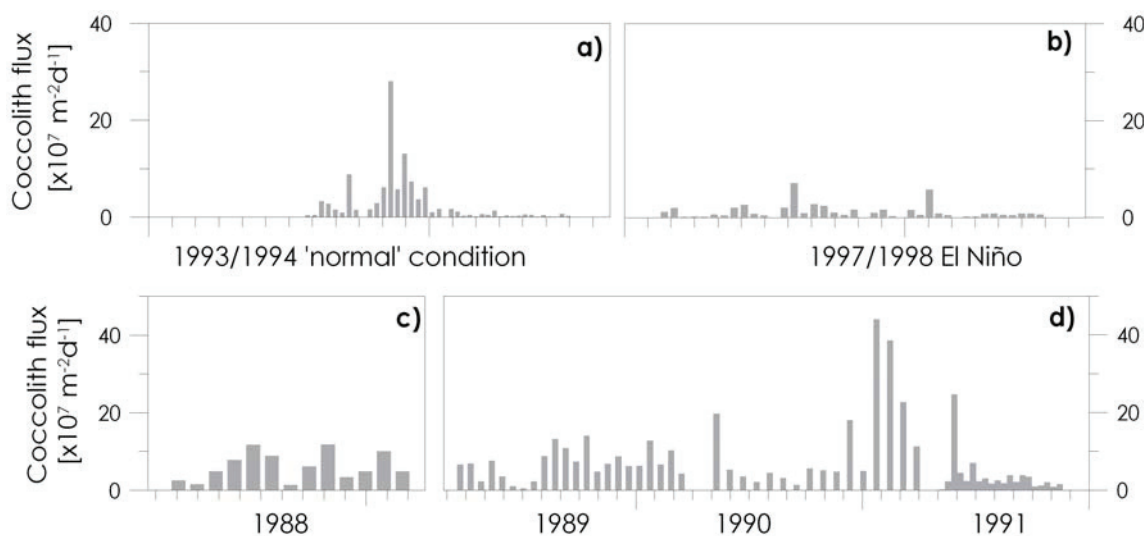 Coccolith flux
[x10⁷ m⁻²d⁻¹]
40
20
0
a)
b)
40
20
0
1993/1994 'normal' condition
1997/1998 El Niño
Coccolith flux
[x10⁷ m⁻²d⁻¹]
40
20
0
c)
d)
40
20
0
1988
1989
1990
1991